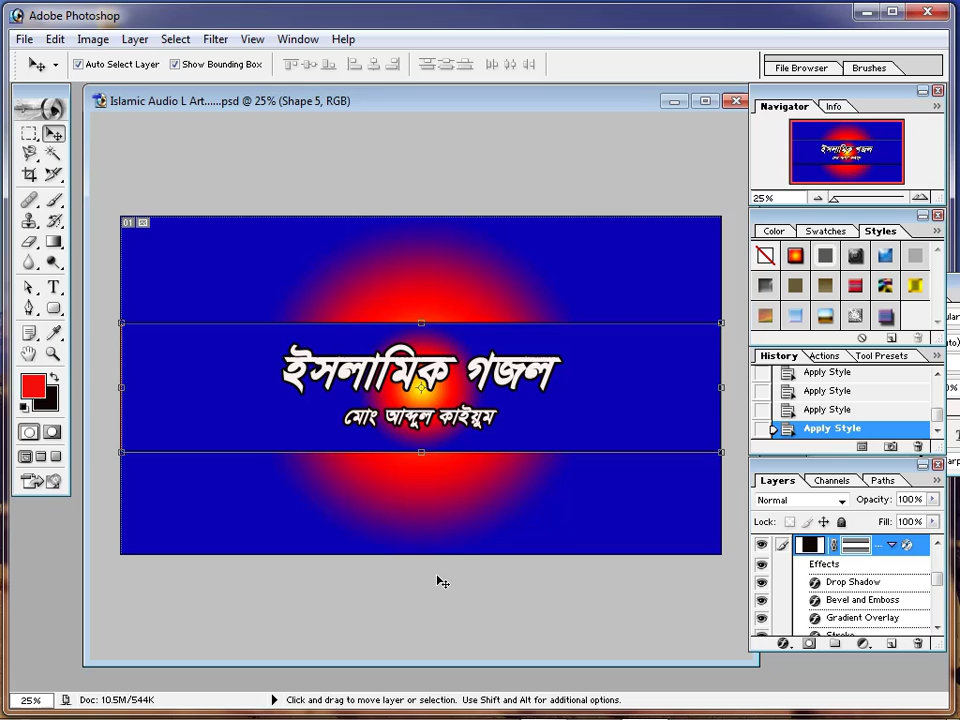 Adobe Photoshop
File Edit Image Layer Select Filter View Window Help
Auto Select Layer Show Bounding Box
File Browser Brushes
Islamic Audio L Art......psd @ 25% (Shape 5, RGB)
Navigator Info
25%
Color Swatches Styles
01
ইসলামিক গজল
মোং আব্দুল কাইয়ুম
History Actions Tool Presets
Apply Style
Apply Style
Apply Style
Apply Style
Layers Channels Paths
Normal Opacity: 100%
Lock: Fill: 100%
...
Effects
Drop Shadow
Bevel and Emboss
Gradient Overlay
Stroke
25% Doc: 10.5M/544K Click and drag to move layer or selection. Use Shift and Alt for additional options.